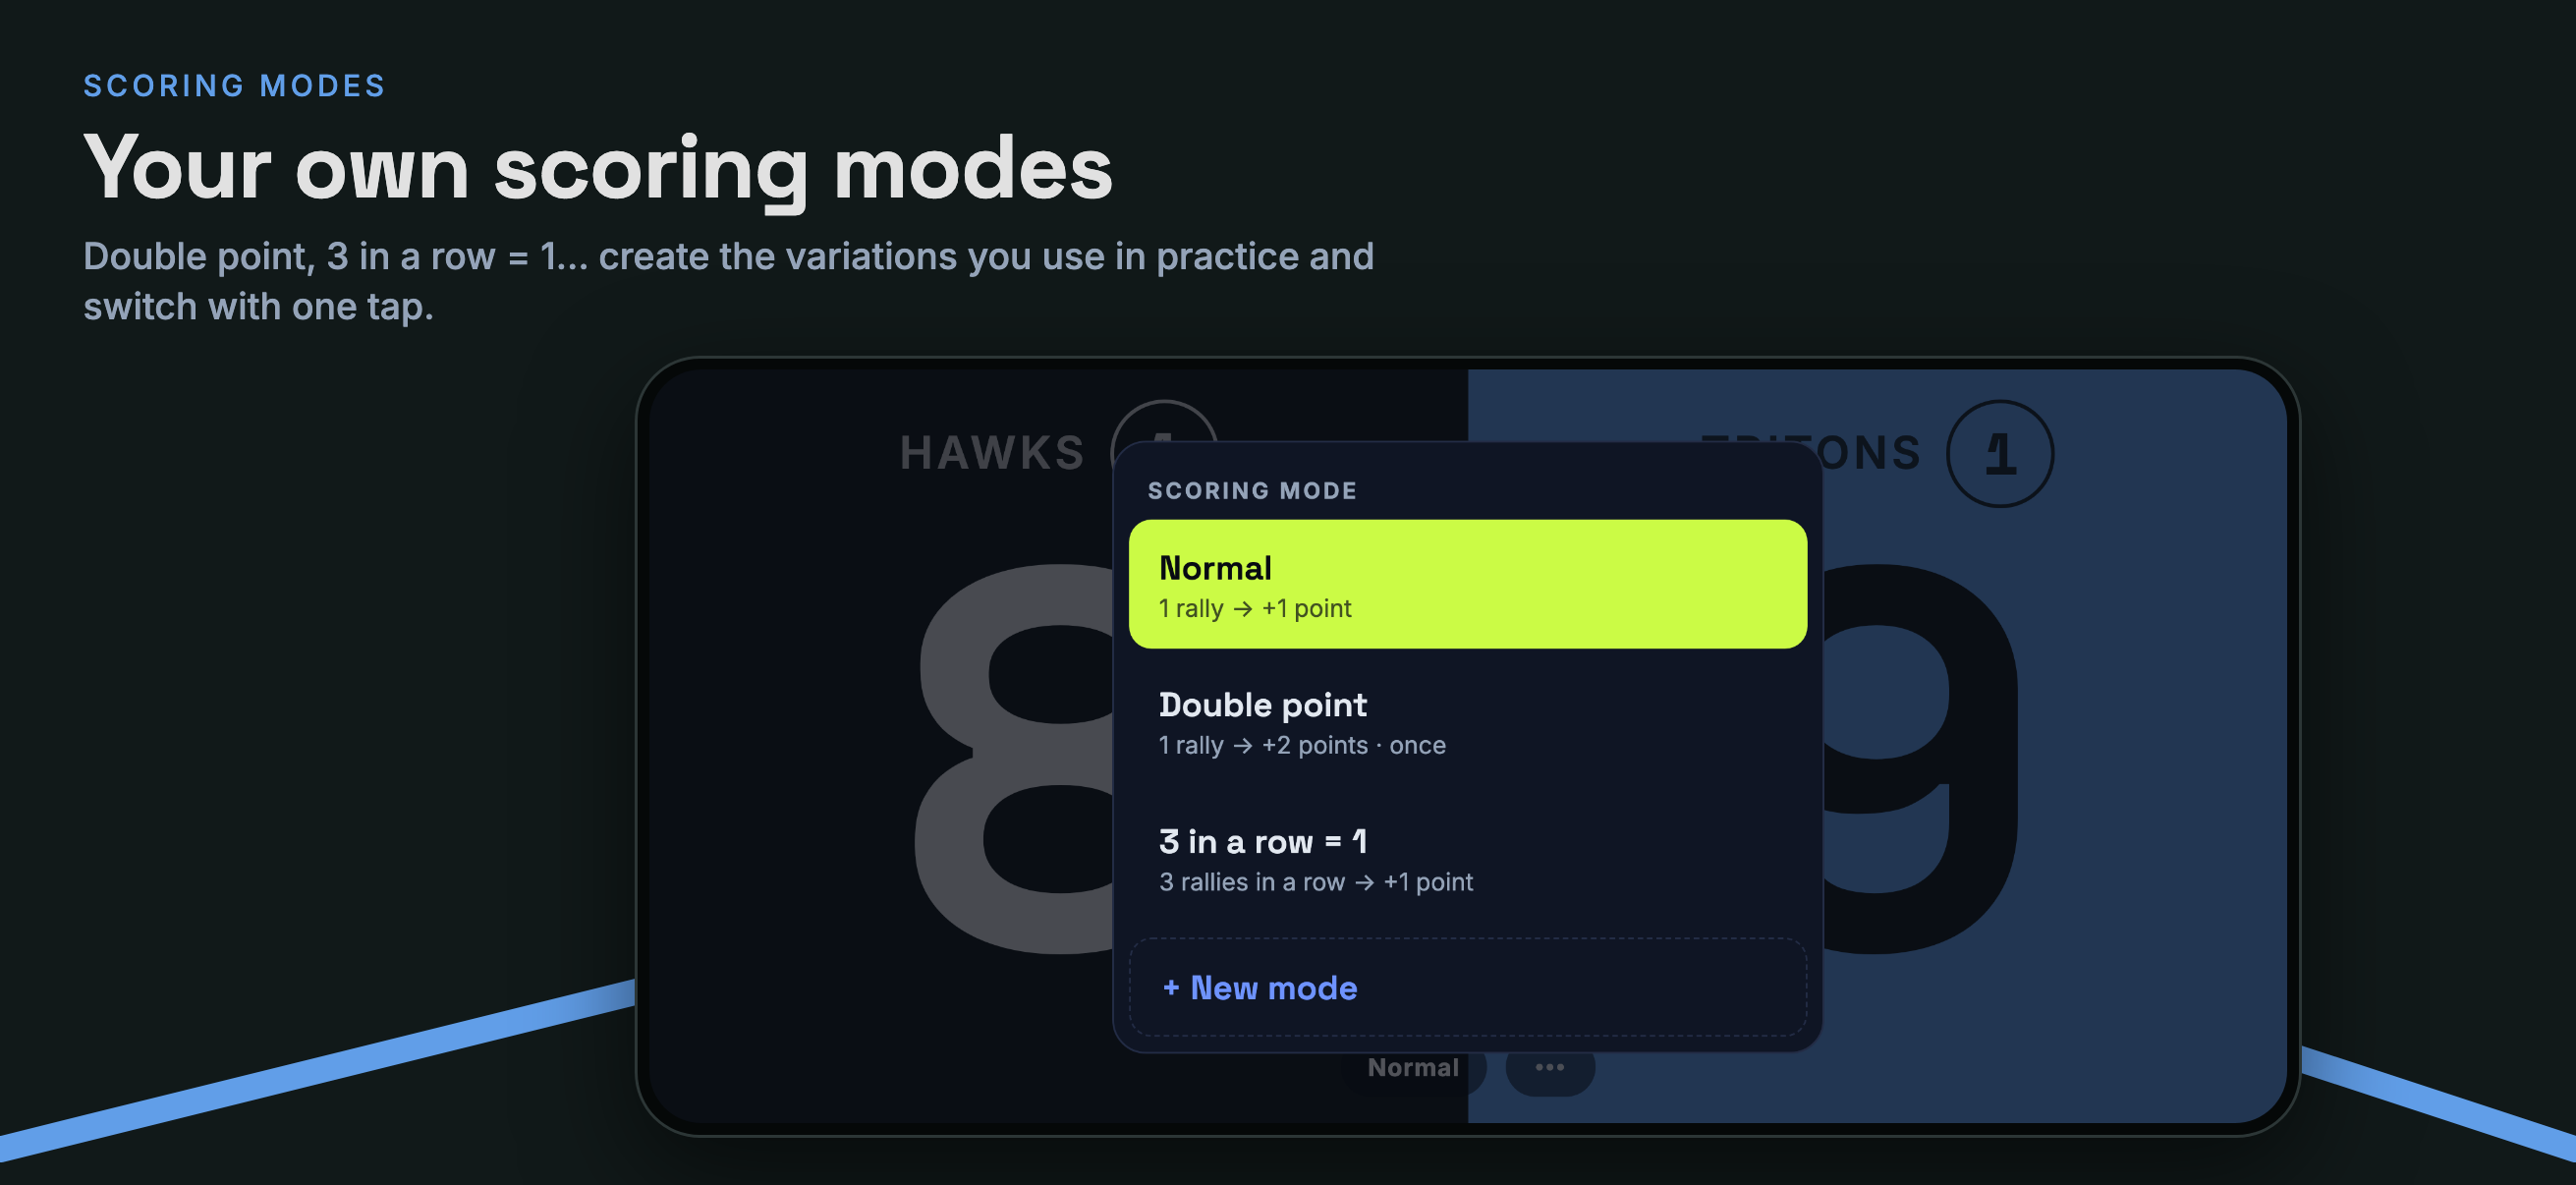 SCORING MODES
Your own scoring modes
Double point, 3 in a row = 1... create the variations you use in practice and
switch with one tap.
HAWKS
ONS 1
SCORING MODE
Normal
1 rally → +1 point
8
9
Double point
1 rally → +2 points · once
3 in a row = 1
3 rallies in a row → +1 point
+ New mode
Normal •••